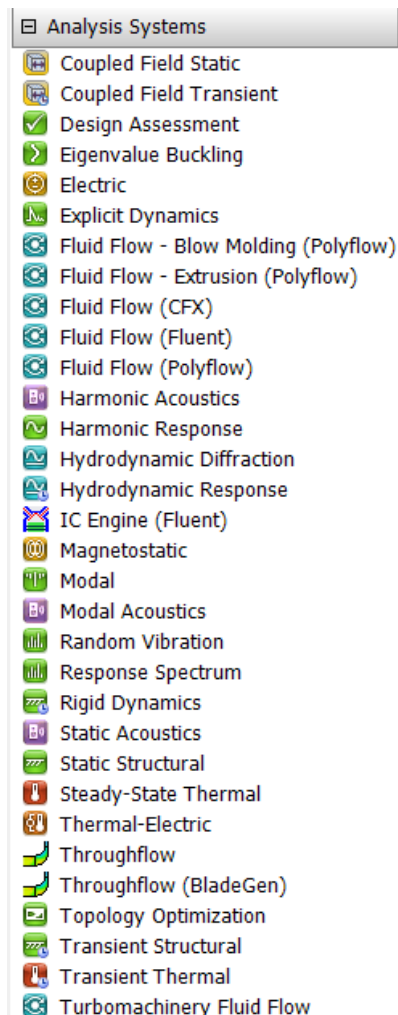 Analysis Systems
Coupled Field Static
Coupled Field Transient
Design Assessment
Eigenvalue Buckling
Electric
Explicit Dynamics
Fluid Flow - Blow Molding (Polyflow)
Fluid Flow - Extrusion (Polyflow)
Fluid Flow (CFX)
Fluid Flow (Fluent)
Fluid Flow (Polyflow)
Harmonic Acoustics
Harmonic Response
Hydrodynamic Diffraction
Hydrodynamic Response
IC Engine (Fluent)
Magnetostatic
Modal
Modal Acoustics
Random Vibration
Response Spectrum
Rigid Dynamics
Static Acoustics
Static Structural
Steady-State Thermal
Thermal-Electric
Throughflow
Throughflow (BladeGen)
Topology Optimization
Transient Structural
Transient Thermal
Turbomachinery Fluid Flow